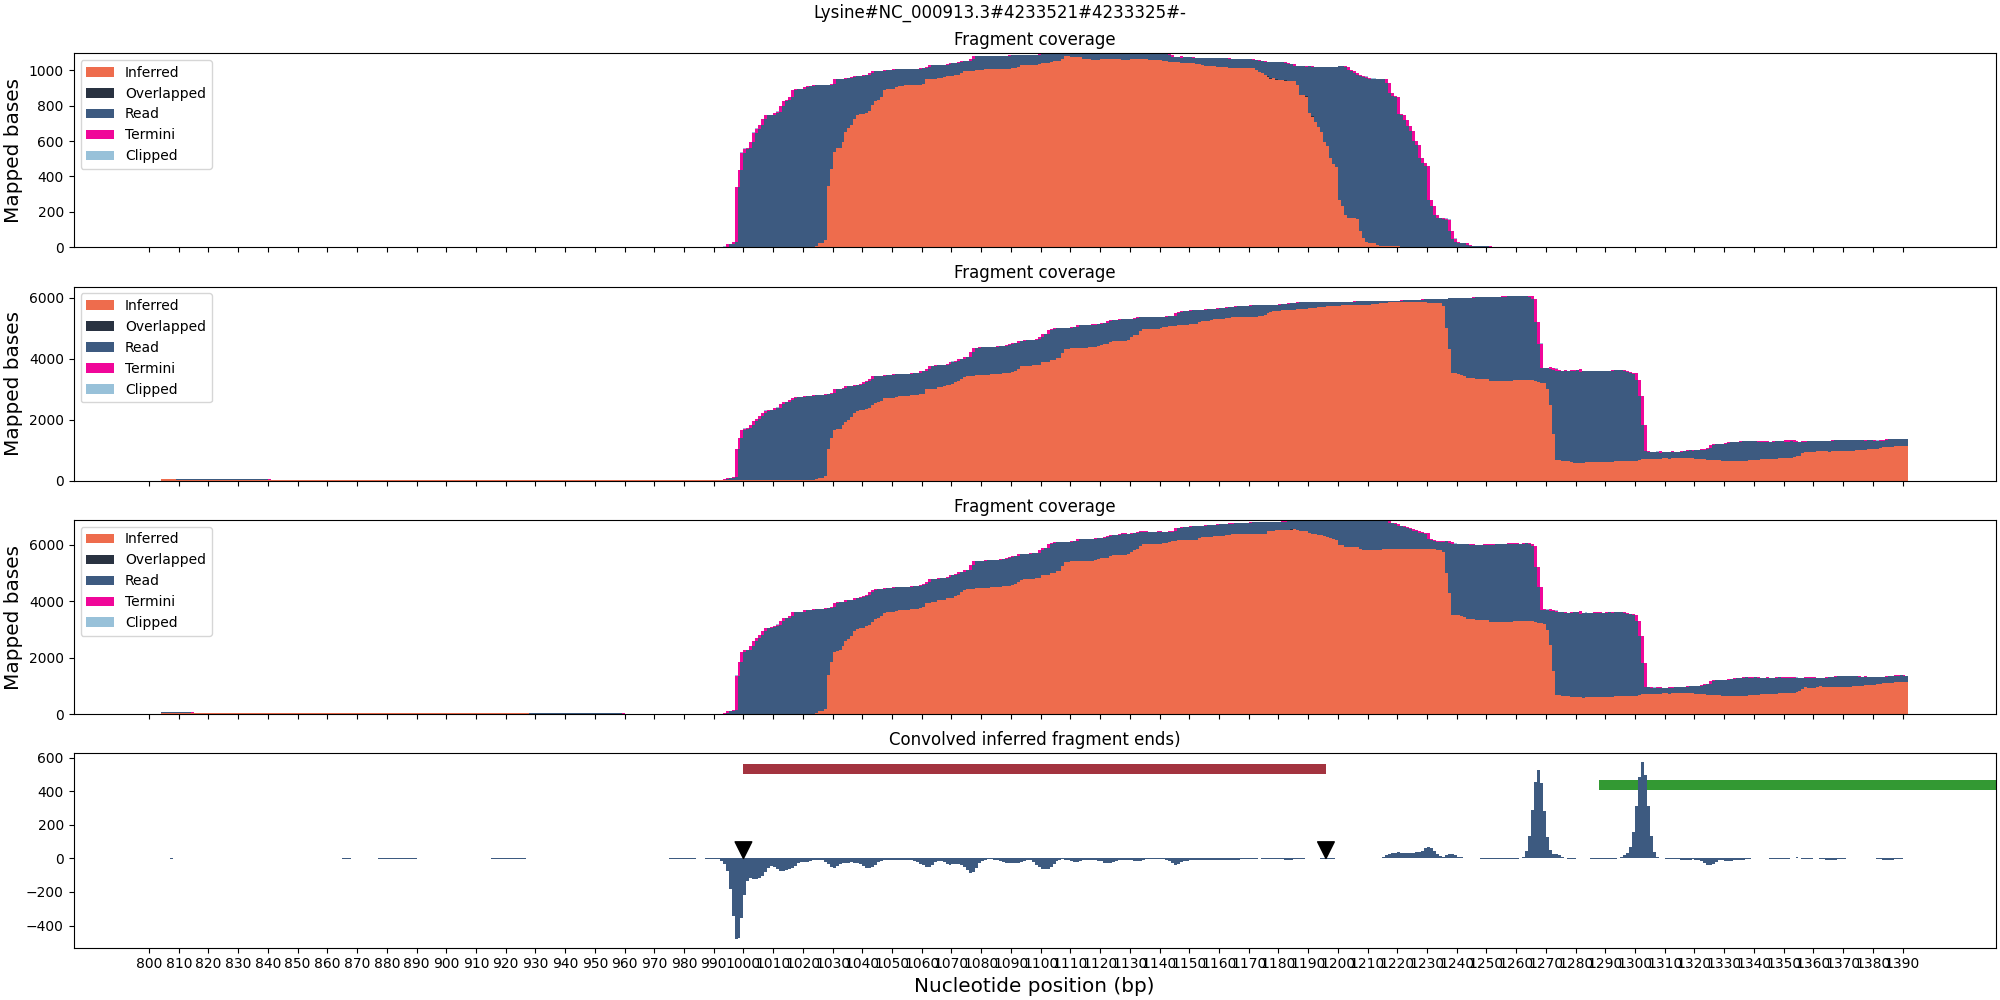 Lysine#NC_000913.3#4233521#4233325#-
Fragment coverage
Mapped bases
1000
800
600
400
200
0
Inferred
Overlapped
Read
Termini
Clipped
Fragment coverage
Mapped bases
6000
4000
2000
0
Inferred
Overlapped
Read
Termini
Clipped
Fragment coverage
Mapped bases
6000
4000
2000
0
Inferred
Overlapped
Read
Termini
Clipped
Convolved inferred fragment ends)
600
400
200
0
−200
−400
800 810 820 830 840 850 860 870 880 890 900 910 920 930 940 950 960 970 980 990 1000 1010 1020 1030 1040 1050 1060 1070 1080 1090 1100 1110 1120 1130 1140 1150 1160 1170 1180 1190 1200 1210 1220 1230 1240 1250 1260 1270 1280 1290 1300 1310 1320 1330 1340 1350 1360 1370 1380 1390
Nucleotide position (bp)